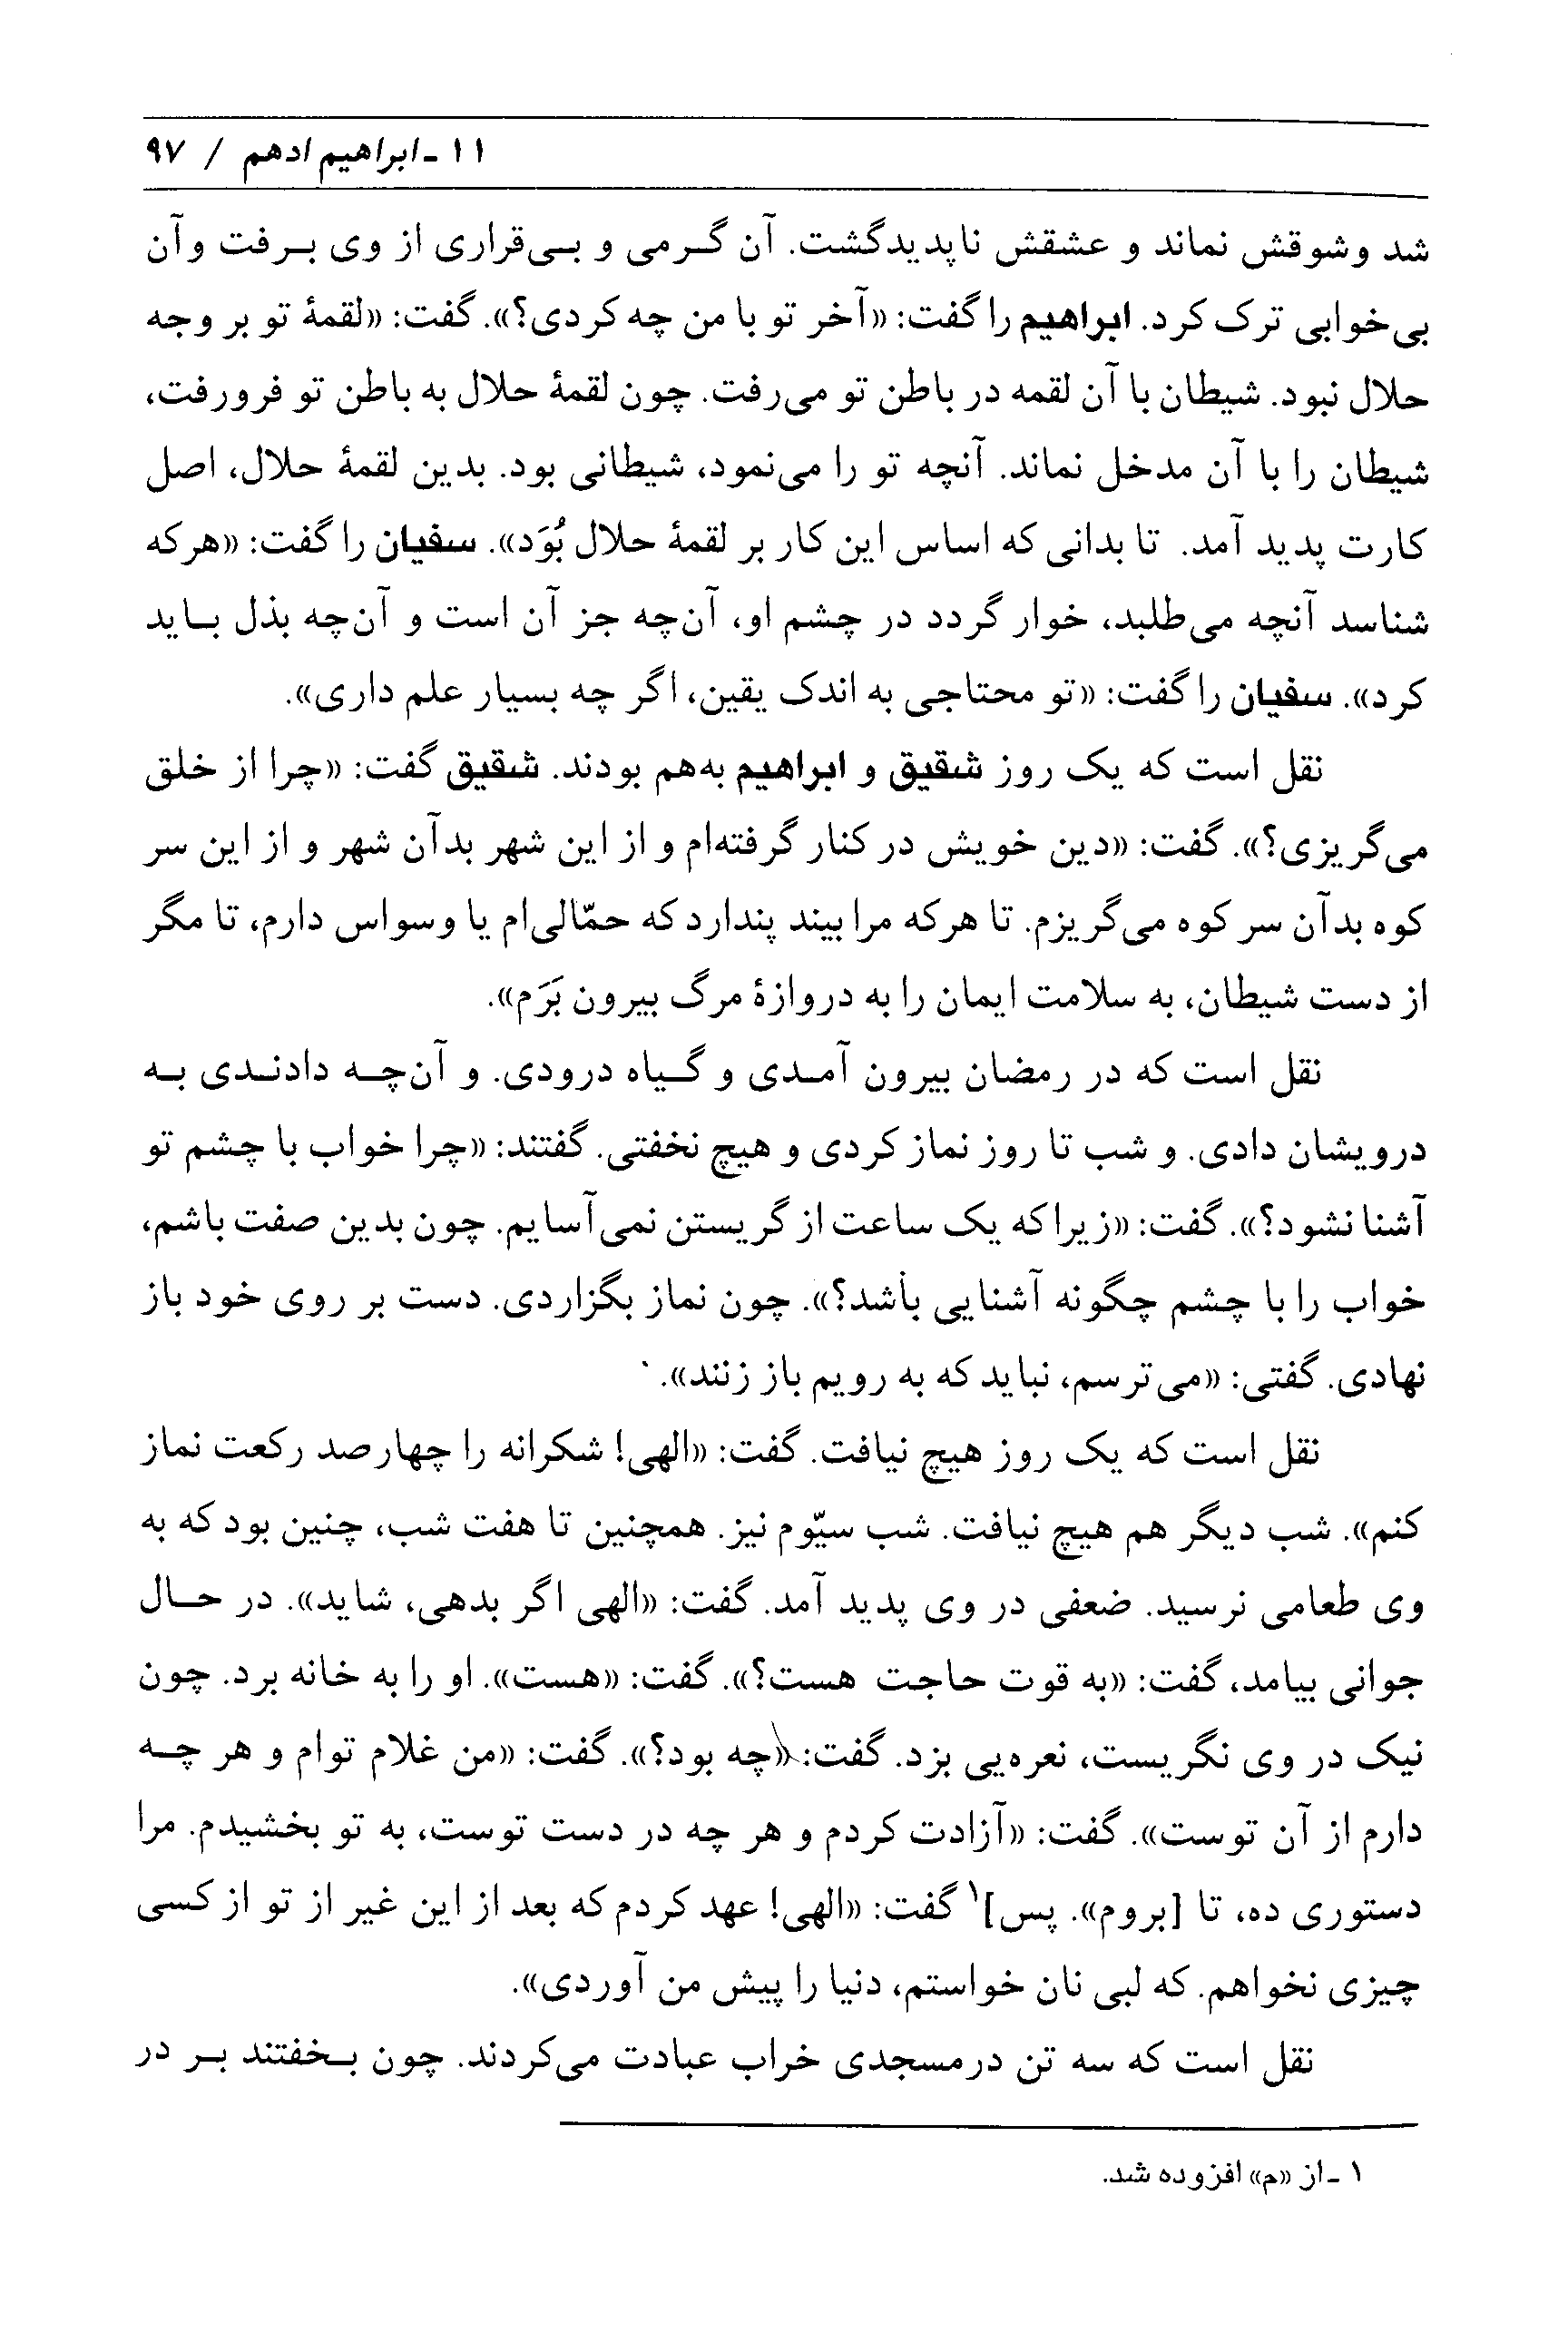 ۱۱ ـ ابراهیم ادهم / ۹۷
شد و شوقش نماند و عشقش ناپدید گشت. آن گرمی و بی‌قراری از وی برفت و آن
بی‌خوابی ترک کرد. ابراهیم را گفت: «آخر تو با من چه کردی؟». گفت: «لقمهٔ تو بر وجه
حلال نبود. شیطان با آن لقمه در باطن تو می‌رفت. چون لقمهٔ حلال به باطن تو فرو رفت،
شیطان را با آن مدخل نماند. آنچه تو را می‌نمود، شیطانی بود. بدین لقمهٔ حلال، اصل
کارت پدید آمد. تا بدانی که اساس این کار بر لقمهٔ حلال بُوَد». سفیان را گفت: «هرکه
شناسد آنچه می‌طلبد، خوار گردد در چشم او، آن‌چه جز آن است و آن‌چه بذل باید
کرد». سفیان را گفت: «تو محتاجی به اندک یقین، اگر چه بسیار علم داری».
نقل است که یک روز شقیق و ابراهیم به‌هم بودند. شقیق گفت: «چرا از خلق
می‌گریزی؟». گفت: «دین خویش در کنار گرفته‌ام و از این شهر بدآن شهر و از این سر
کوه بدآن سر کوه می‌گریزم. تا هرکه مرا بیند پندارد که حمّالی‌ام یا وسواس دارم، تا مگر
از دست شیطان، به سلامت ایمان را به دروازهٔ مرگ بیرون بَرَم».
نقل است که در رمضان بیرون آمدی و گیاه درودی. و آن‌چه دادندی به
درویشان دادی. و شب تا روز نماز کردی و هیچ نخفتی. گفتند: «چرا خواب با چشم تو
آشنا نشود؟». گفت: «زیرا که یک ساعت از گریستن نمی‌آسایم. چون بدین صفت باشم،
خواب را با چشم چگونه آشنایی باشد؟». چون نماز بگزاردی. دست بر روی خود باز
نهادی. گفتی: «می‌ترسم، نباید که به رویم باز زنند».
نقل است که یک روز هیچ نیافت. گفت: «الهی! شکرانه را چهارصد رکعت نماز
کنم». شب دیگر هم هیچ نیافت. شب سیّوم نیز. همچنین تا هفت شب، چنین بود که به
وی طعامی نرسید. ضعفی در وی پدید آمد. گفت: «الهی اگر بدهی، شاید». در حال
جوانی بیامد، گفت: «به قوت حاجت هست؟». گفت: «هست». او را به خانه برد. چون
نیک در وی نگریست، نعره‌یی بزد. گفت: «چه بود؟». گفت: «من غلام توام و هر چه
دارم از آن توست». گفت: «آزادت کردم و هر چه در دست توست، به تو بخشیدم. مرا
دستوری ده، تا [بروم». پس]۱ گفت: «الهی! عهد کردم که بعد از این غیر از تو از کسی
چیزی نخواهم. که لبی نان خواستم، دنیا را پیش من آوردی».
نقل است که سه تن در مسجدی خراب عبادت می‌کردند. چون بخفتند بر در
۱ ـ از «م» افزوده شد.